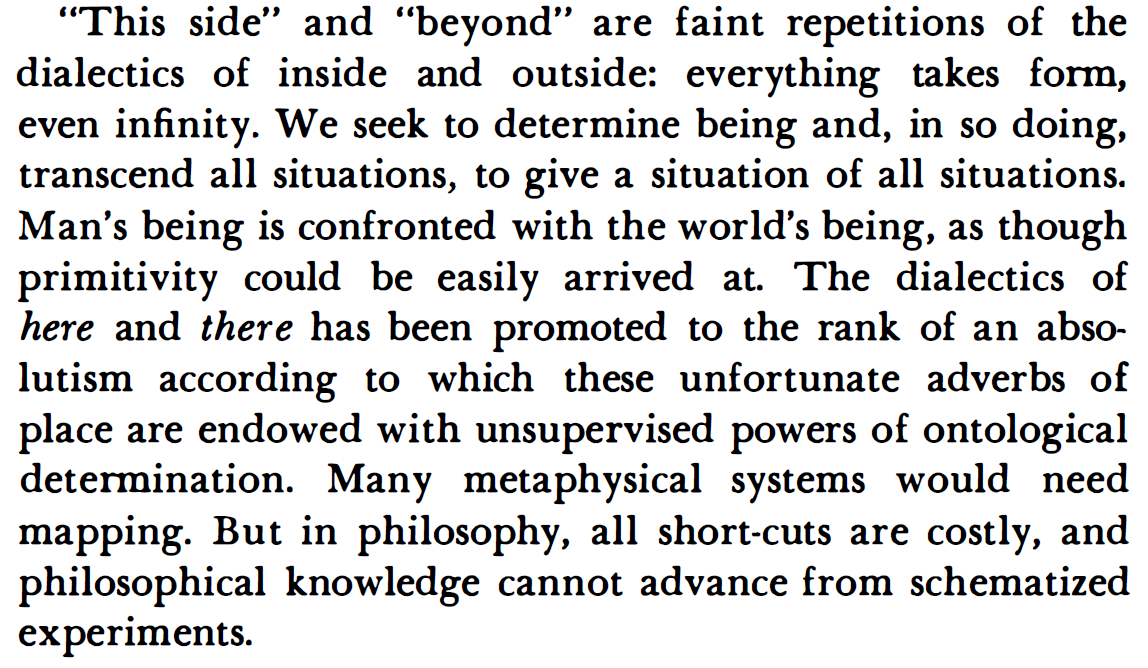 “This side” and “beyond” are faint repetitions of the
dialectics of inside and outside: everything takes form,
even infinity. We seek to determine being and, in so doing,
transcend all situations, to give a situation of all situations.
Man’s being is confronted with the world’s being, as though
primitivity could be easily arrived at. The dialectics of
here and there has been promoted to the rank of an abso-
lutism according to which these unfortunate adverbs of
place are endowed with unsupervised powers of ontological
determination. Many metaphysical systems would need
mapping. But in philosophy, all short-cuts are costly, and
philosophical knowledge cannot advance from schematized
experiments.